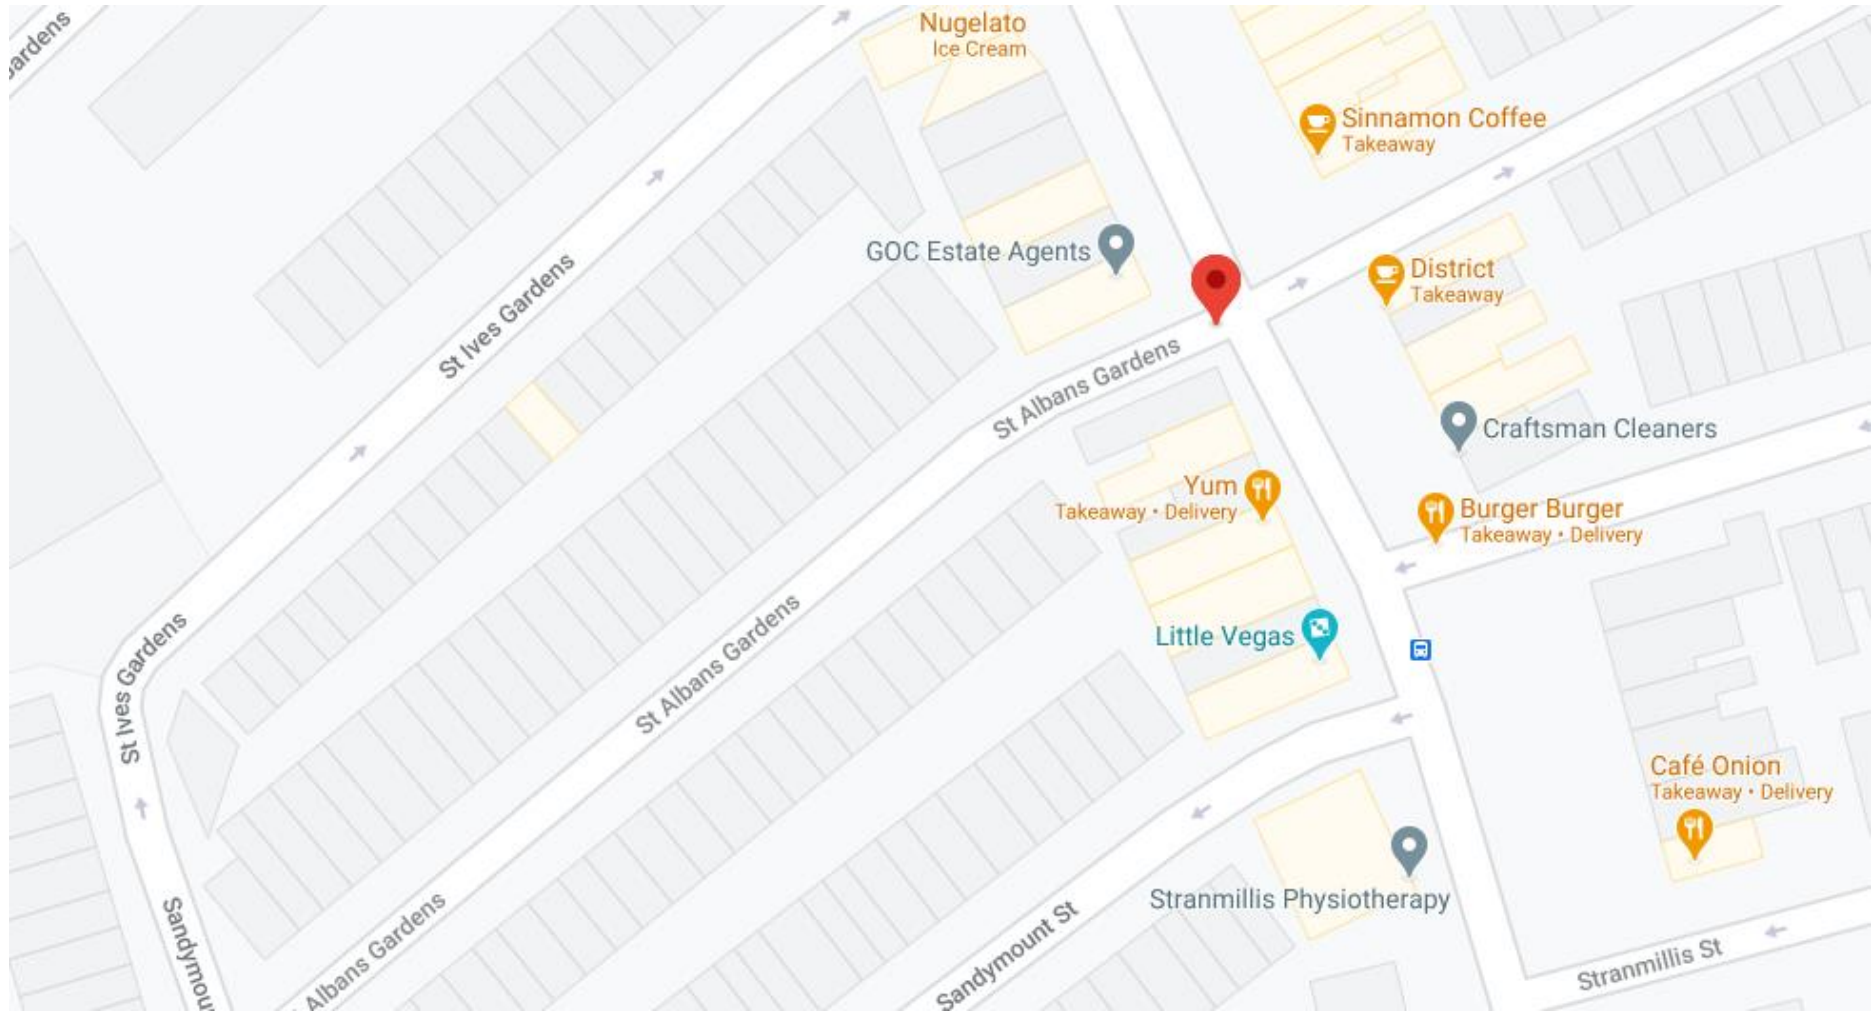 ardens
Nugelato
Ice Cream
Sinnamon Coffee
Takeaway
GOC Estate Agents
District
Takeaway
St Ives Gardens
St Albans Gardens
Craftsman Cleaners
Yum
Takeaway • Delivery
Burger Burger
Takeaway • Delivery
St Ives Gardens
St Albans Gardens
Little Vegas
Café Onion
Takeaway • Delivery
Stranmillis Physiotherapy
Sandymou
Albans Gardens
Sandymount St
Stranmillis St